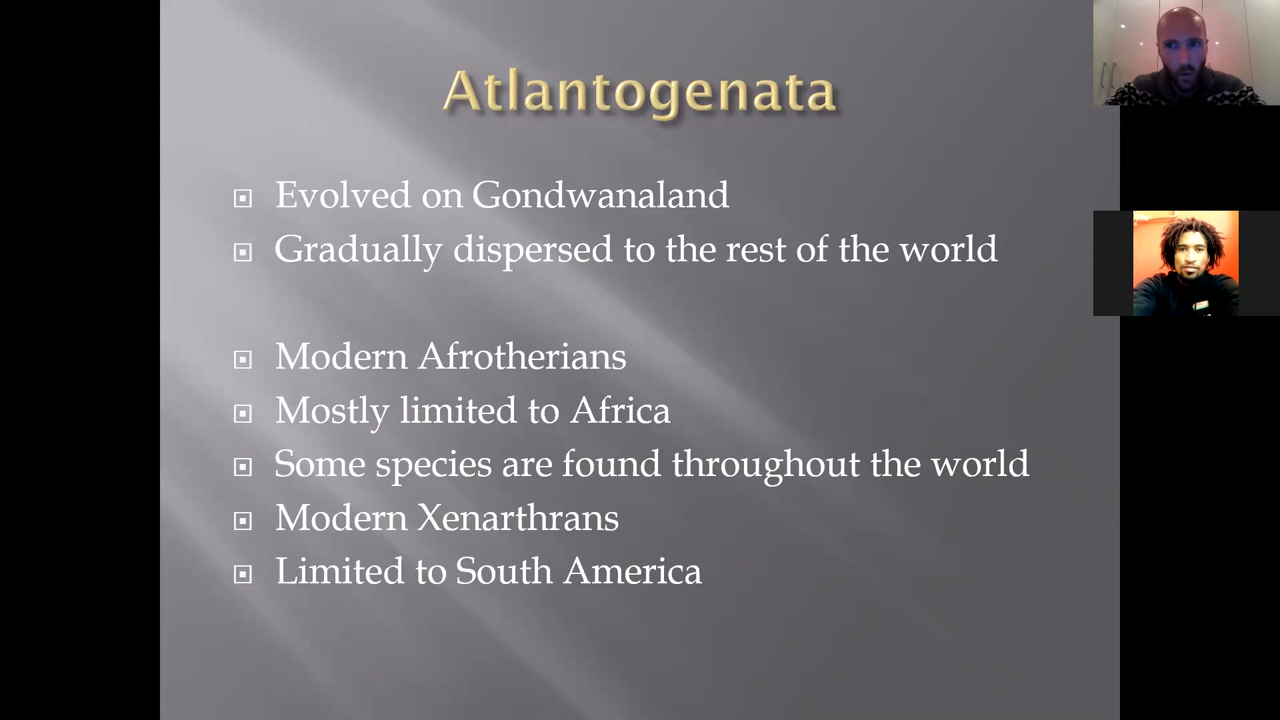 Atlantogenata
Evolved on Gondwanaland
Gradually dispersed to the rest of the world
Modern Afrotherians
Mostly limited to Africa
Some species are found throughout the world
Modern Xenarthrans
Limited to South America